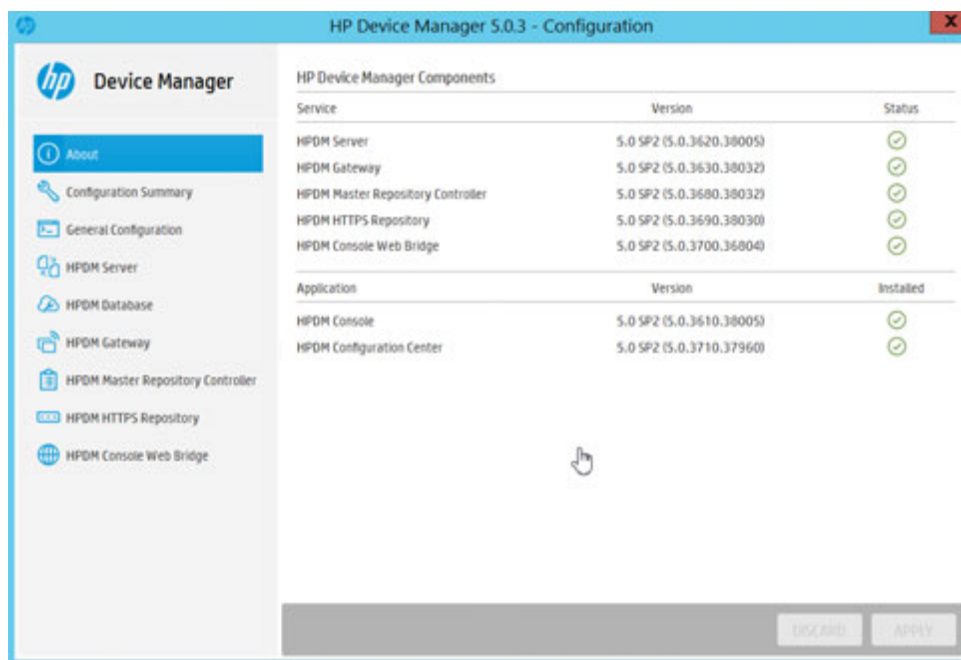 HP Device Manager 5.0.3 - Configuration
X
hp
Device Manager
About
Configuration Summary
General Configuration
HPDM Server
HPDM Database
HPDM Gateway
HPDM Master Repository Controller
HPDM HTTPS Repository
HPDM Console Web Bridge
HP Device Manager Components
Service Version Status
HPDM Server 5.0 SP2 (5.0.3620.38005)
HPDM Gateway 5.0 SP2 (5.0.3630.38032)
HPDM Master Repository Controller 5.0 SP2 (5.0.3680.38032)
HPDM HTTPS Repository 5.0 SP2 (5.0.3690.38030)
HPDM Console Web Bridge 5.0 SP2 (5.0.3700.36804)
Application Version Installed
HPDM Console 5.0 SP2 (5.0.3610.38005)
HPDM Configuration Center 5.0 SP2 (5.0.3710.37960)
DISCARD APPLY